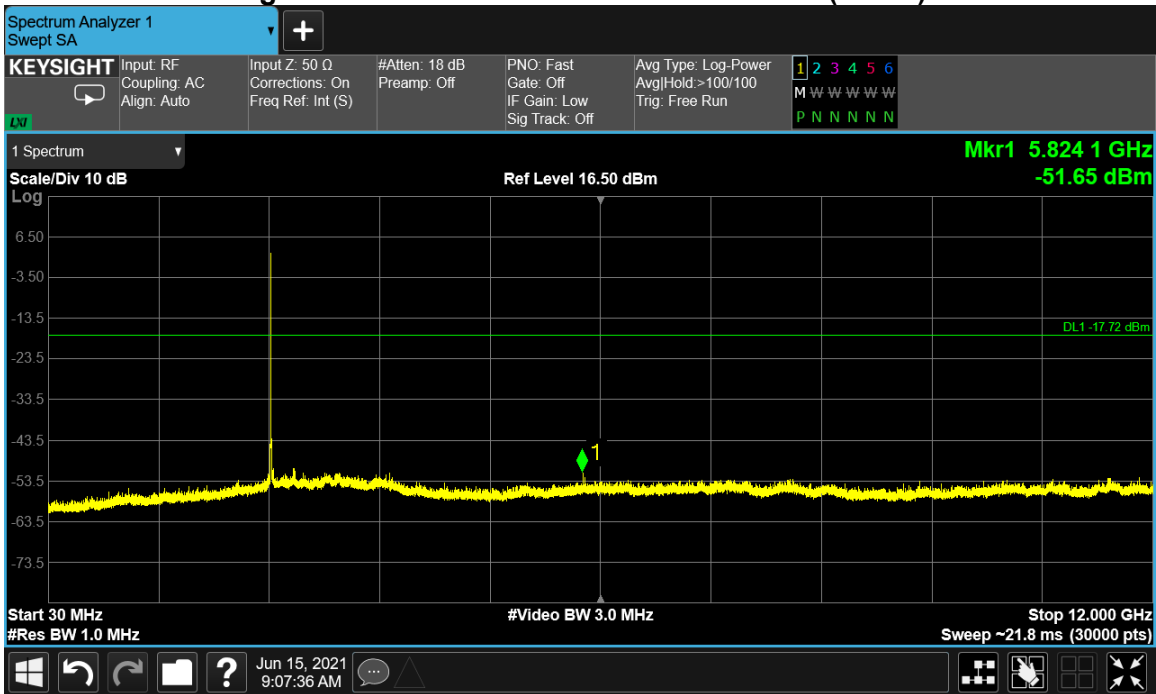 Spectrum Analyzer 1
Swept SA
+
KEYSIGHT
LXI
Input: RF
Coupling: AC
Align: Auto
Input Z: 50 Ω
Corrections: On
Freq Ref: Int (S)
#Atten: 18 dB
Preamp: Off
PNO: Fast
Gate: Off
IF Gain: Low
Sig Track: Off
Avg Type: Log-Power
Avg|Hold:>100/100
Trig: Free Run
1 2 3 4 5 6
M W W W W W
P N N N N N
1 Spectrum
Mkr1 5.824 1 GHz
-51.65 dBm
Scale/Div 10 dB
Ref Level 16.50 dBm
Log
6.50
-3.50
-13.5
DL1 -17.72 dBm
-23.5
-33.5
-43.5
1
-53.5
-63.5
-73.5
Start 30 MHz
#Video BW 3.0 MHz
Stop 12.000 GHz
#Res BW 1.0 MHz
Sweep ~21.8 ms (30000 pts)
?
Jun 15, 2021
9:07:36 AM